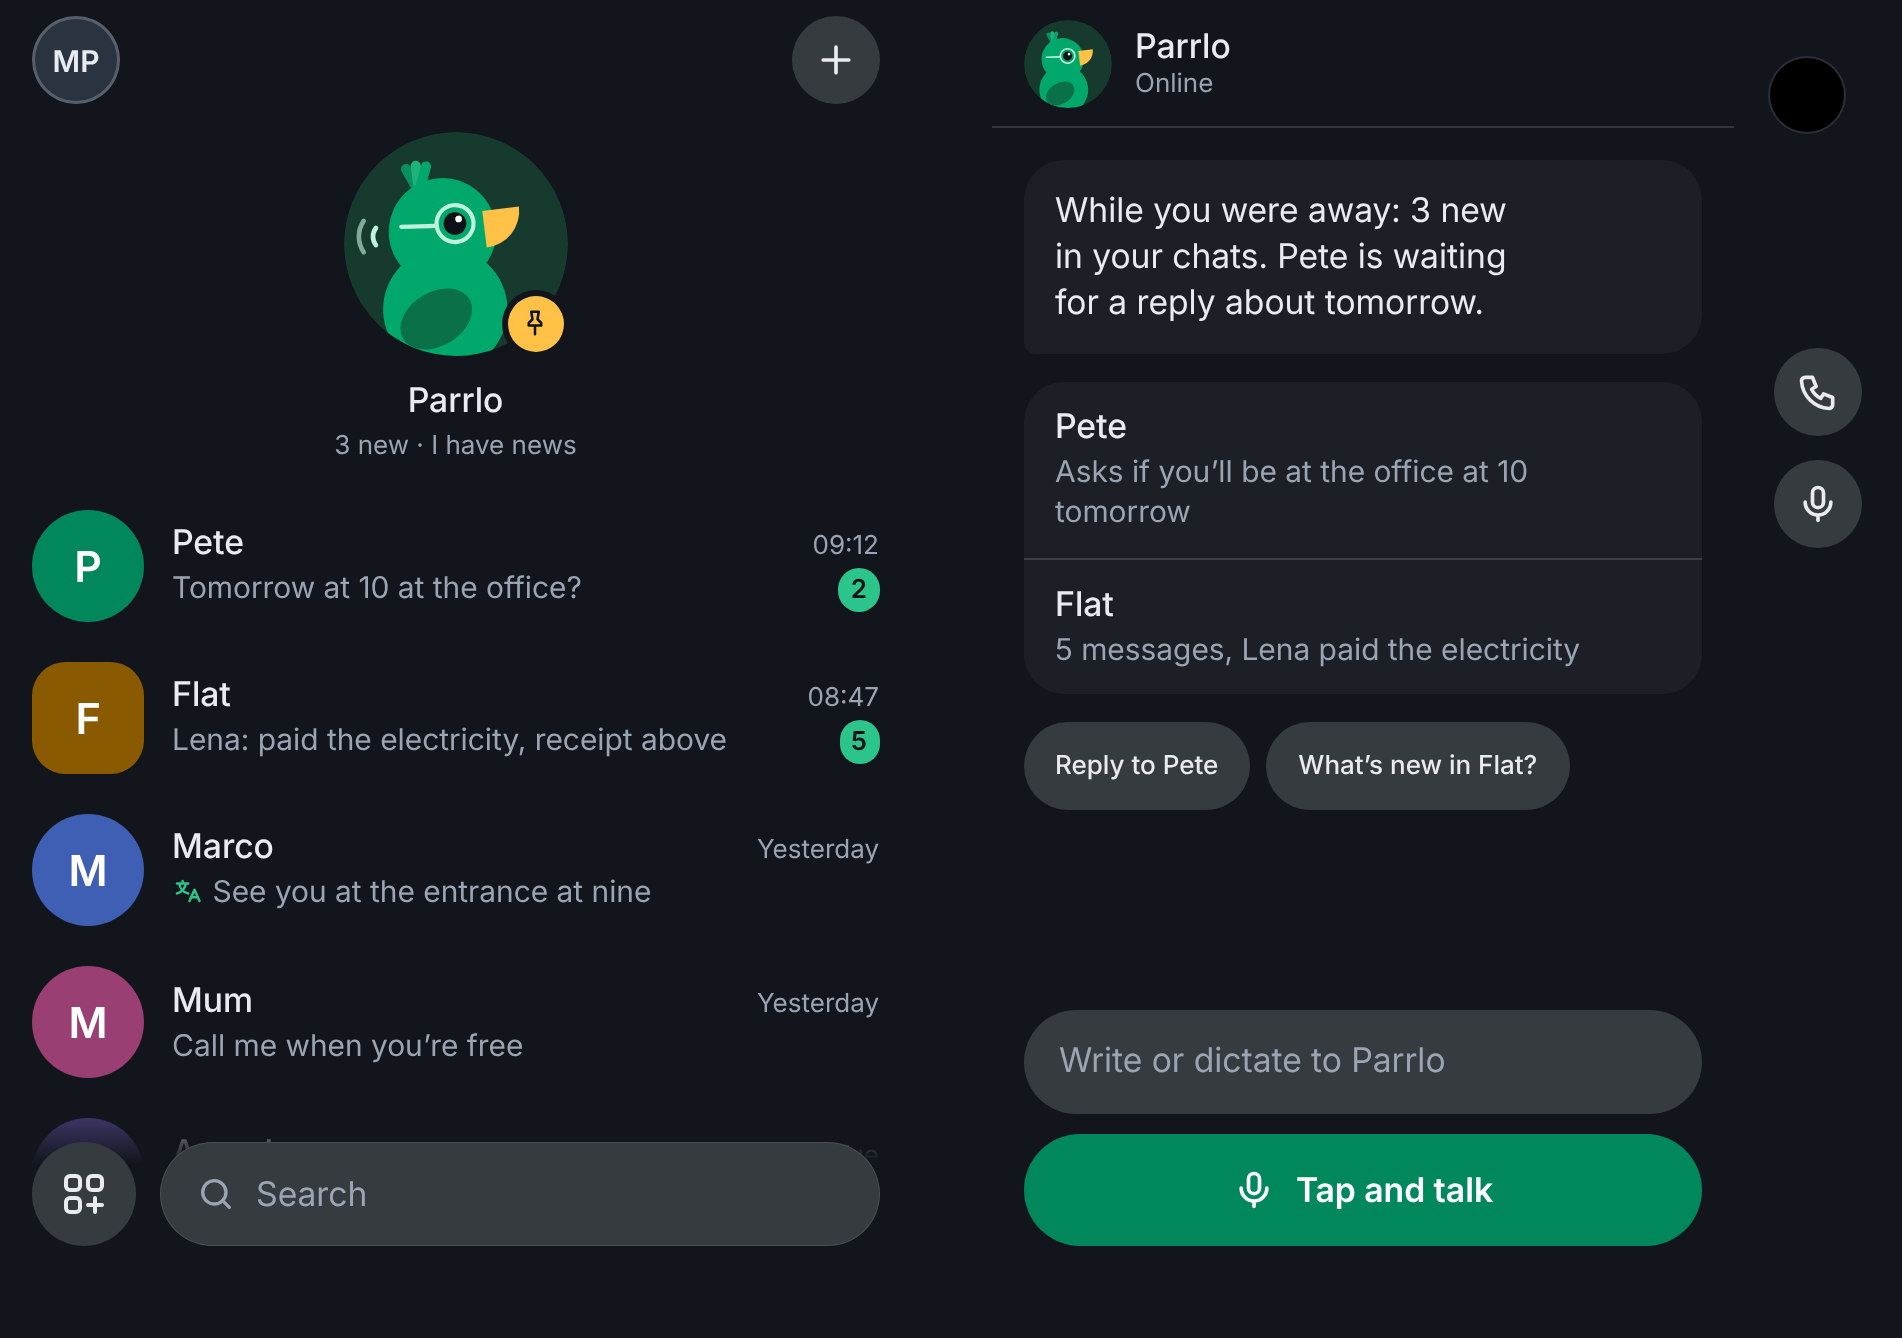 MP
Parrlo
3 new · I have news
P
Pete
09:12
Tomorrow at 10 at the office?
2
F
Flat
08:47
Lena: paid the electricity, receipt above
5
M
Marco
Yesterday
See you at the entrance at nine
M
Mum
Yesterday
Call me when you’re free
Search
Parrlo
Online
While you were away: 3 new
in your chats. Pete is waiting
for a reply about tomorrow.
Pete
Asks if you’ll be at the office at 10
tomorrow
Flat
5 messages, Lena paid the electricity
Reply to Pete
What’s new in Flat?
Write or dictate to Parrlo
Tap and talk